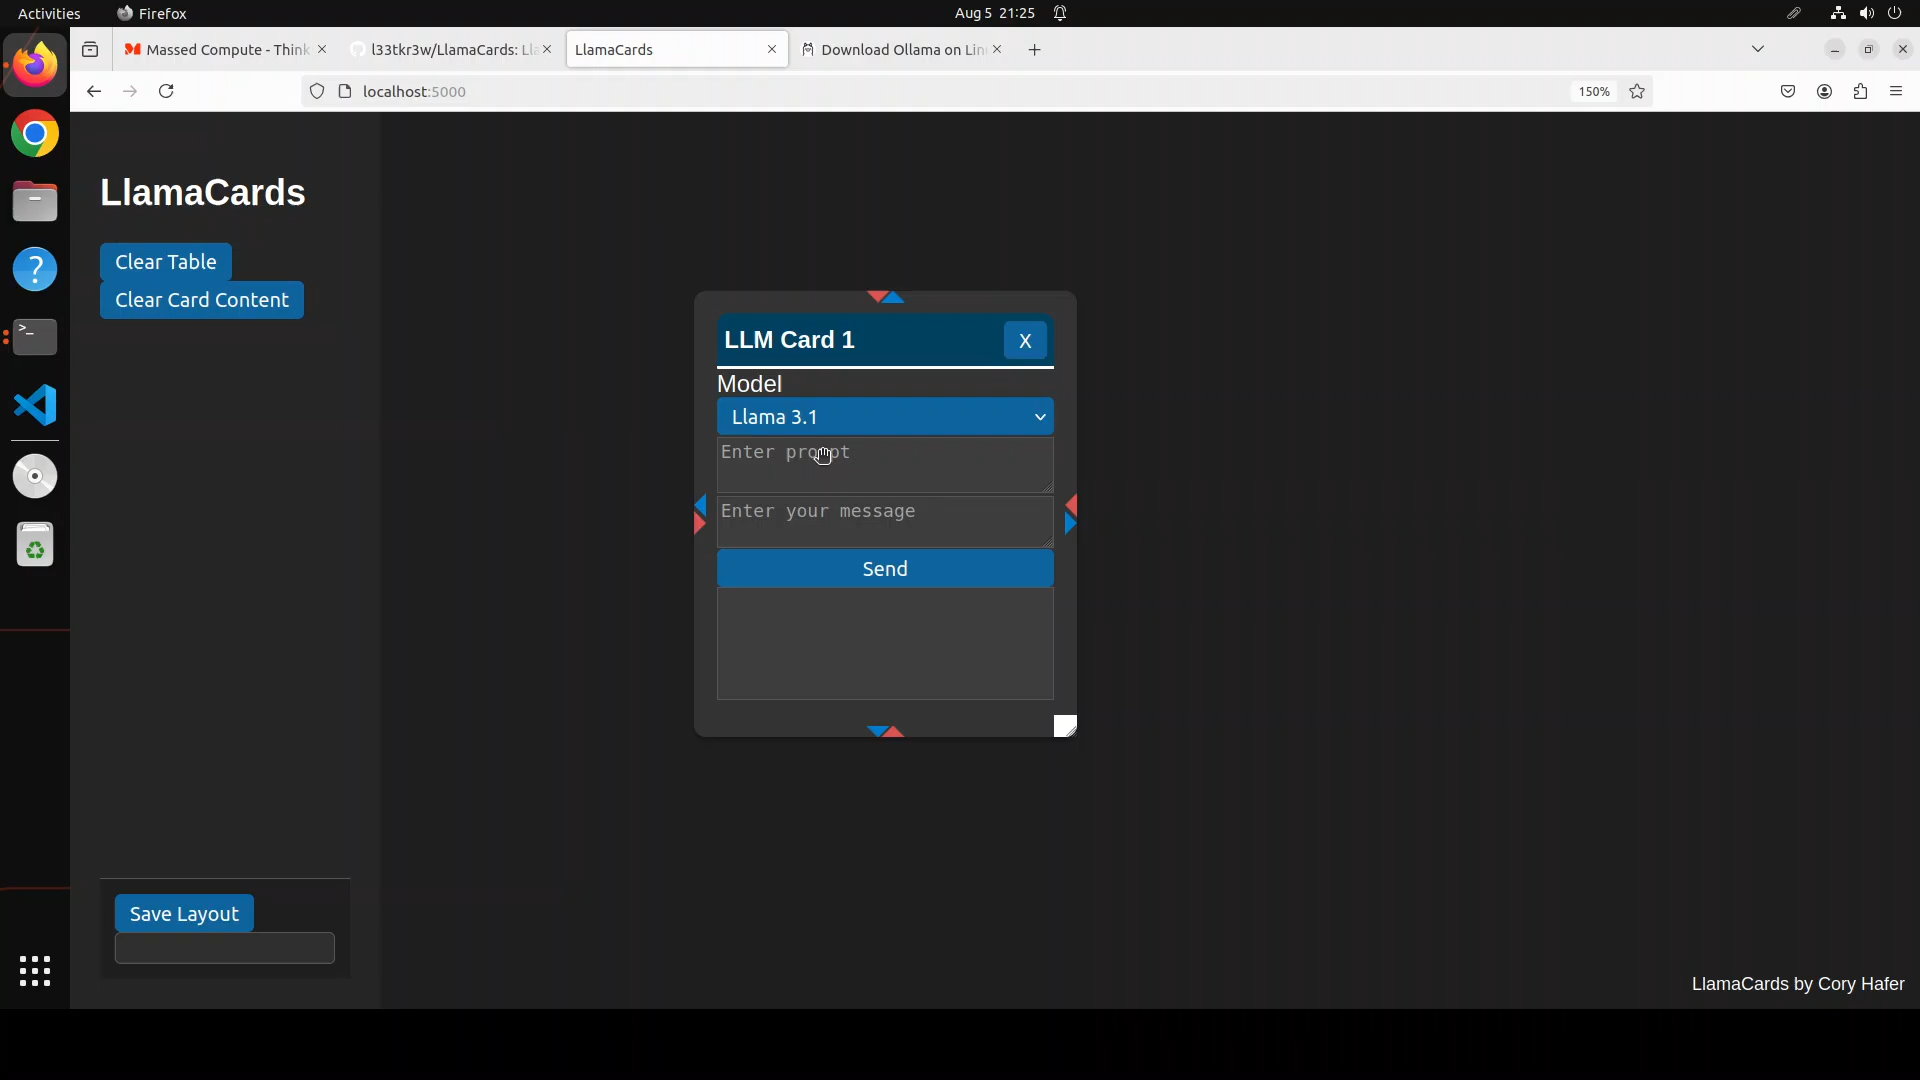 Activities
Firefox
Aug 5 21:25
Massed Compute - Think
l33tkr3w/LlamaCards: Lla
LlamaCards
Download Ollama on Lin
localhost:5000
150%
LlamaCards
Clear Table
Clear Card Content
LLM Card 1
X
Model
Llama 3.1
Enter prompt
Enter your message
Send
Save Layout
LlamaCards by Cory Hafer